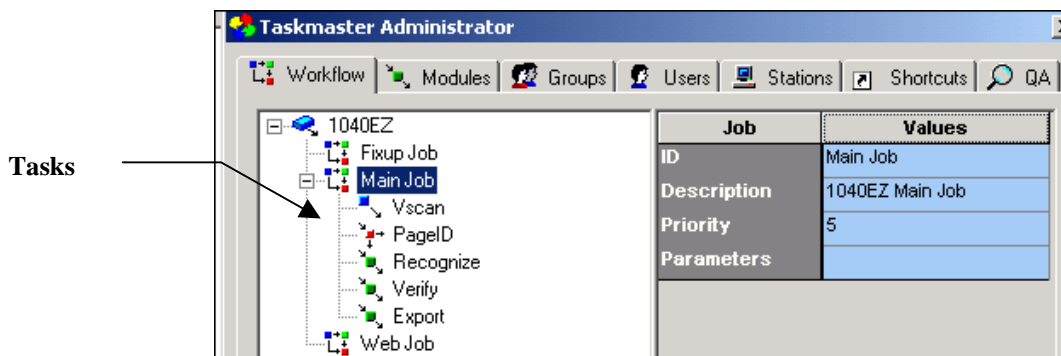 Taskmaster Administrator
Workflow Modules Groups Users Stations Shortcuts QA
Tasks
1040EZ
Fixup Job
Main Job
Vscan
PageID
Recognize
Verify
Export
Web Job
Job Values
ID Main Job
Description 1040EZ Main Job
Priority 5
Parameters